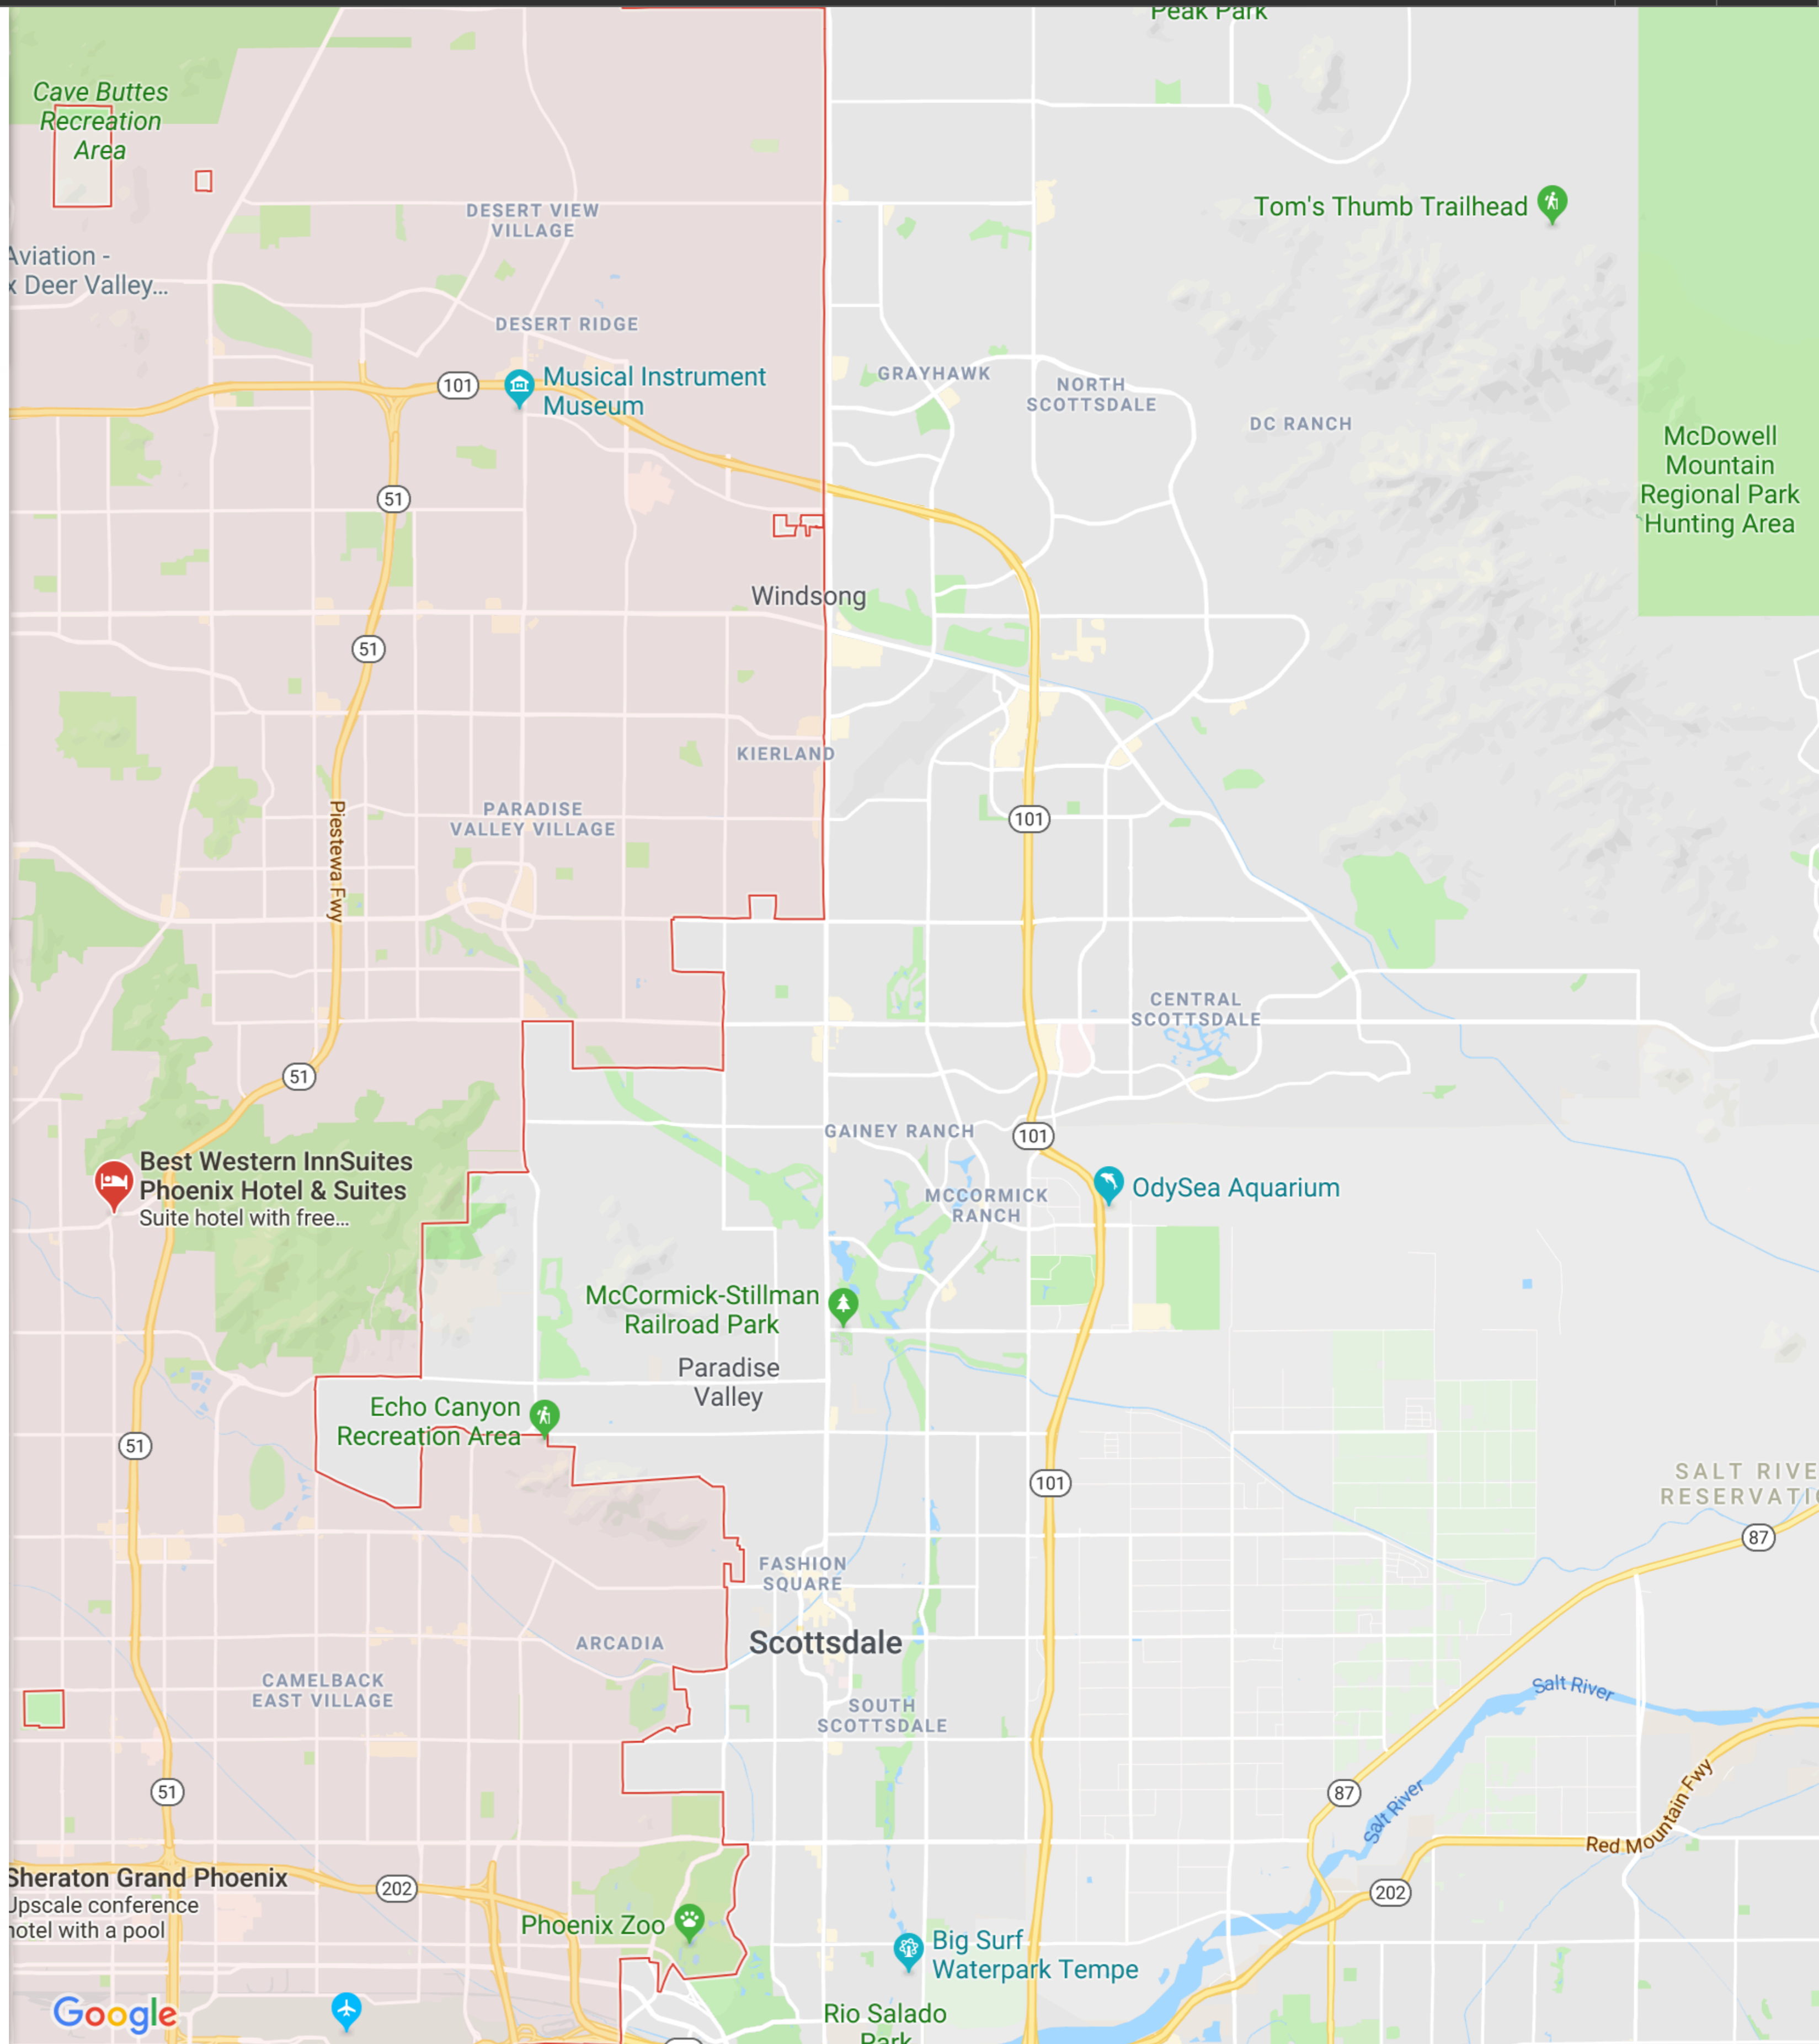 Peak Park
Cave Buttes
Recreation
Area
Tom's Thumb Trailhead
DESERT VIEW
VILLAGE
Aviation -
x Deer Valley...
DESERT RIDGE
101
Musical Instrument
Museum
GRAYHAWK
NORTH
SCOTTSDALE
DC RANCH
McDowell
Mountain
Regional Park
Hunting Area
51
Windsong
51
KIERLAND
PARADISE
VALLEY VILLAGE
101
Piestewa Fwy
CENTRAL
SCOTTSDALE
51
GAINEY RANCH
101
Best Western InnSuites
Phoenix Hotel & Suites
Suite hotel with free...
MCCORMICK
RANCH
OdySea Aquarium
McCormick-Stillman
Railroad Park
Paradise
Valley
Echo Canyon
Recreation Area
51
101
SALT RIVE
RESERVATI
87
FASHION
SQUARE
Scottsdale
ARCADIA
CAMELBACK
EAST VILLAGE
SOUTH
SCOTTSDALE
Salt River
51
87
Salt River
Red Mountain Fwy
Sheraton Grand Phoenix
Upscale conference
hotel with a pool
202
202
Phoenix Zoo
Big Surf
Waterpark Tempe
Google
Rio Salado
Park